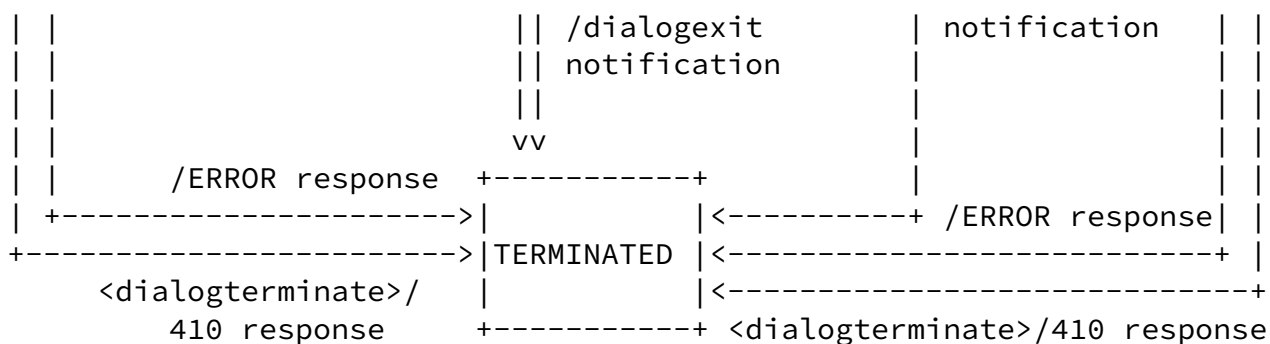 | |                         || /dialogexit        | notification   | |
| |                         || notification       |                | |
| |                         ||                    |                | |
| |                         vv                    |                | |
| |      /ERROR response  +-----------+           |                | |
| +---------------------->|           |<----------+ /ERROR response| |
+------------------------>|TERMINATED |<---------------------------+ |
     <dialogterminate>/   |           |<-----------------------------+
         410 response     +-----------+ <dialogterminate>/410 response